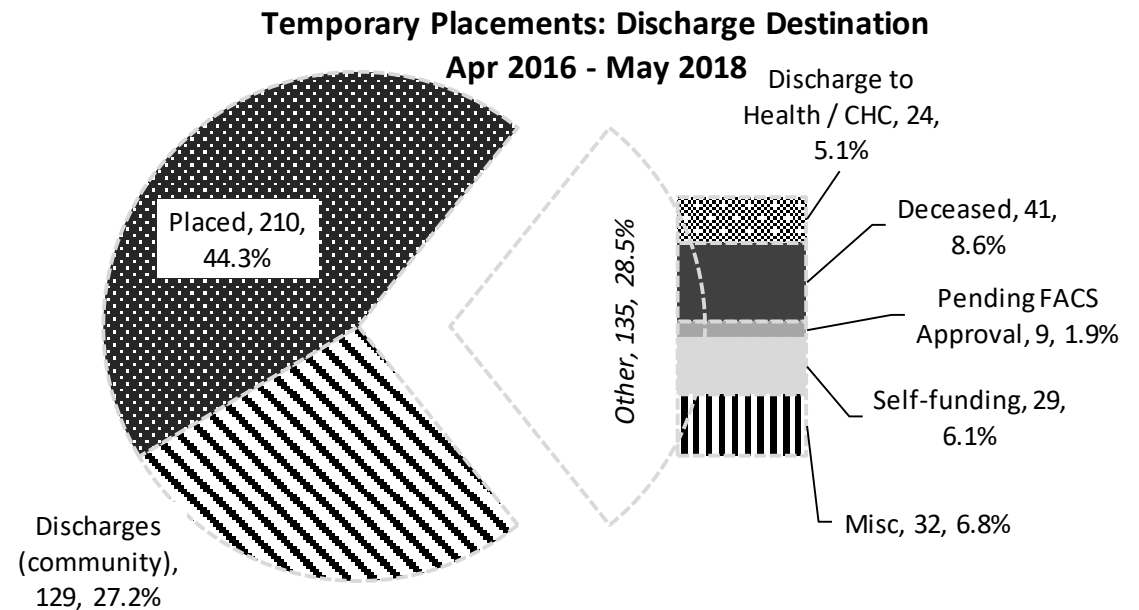 Temporary Placements: Discharge Destination
Apr 2016 - May 2018
Discharge to
Health / CHC, 24,
5.1%
Placed, 210,
44.3%
Other, 135, 28.5%
Deceased, 41,
8.6%
Pending FACS
Approval, 9, 1.9%
Self-funding, 29,
6.1%
Misc, 32, 6.8%
Discharges
(community),
129, 27.2%